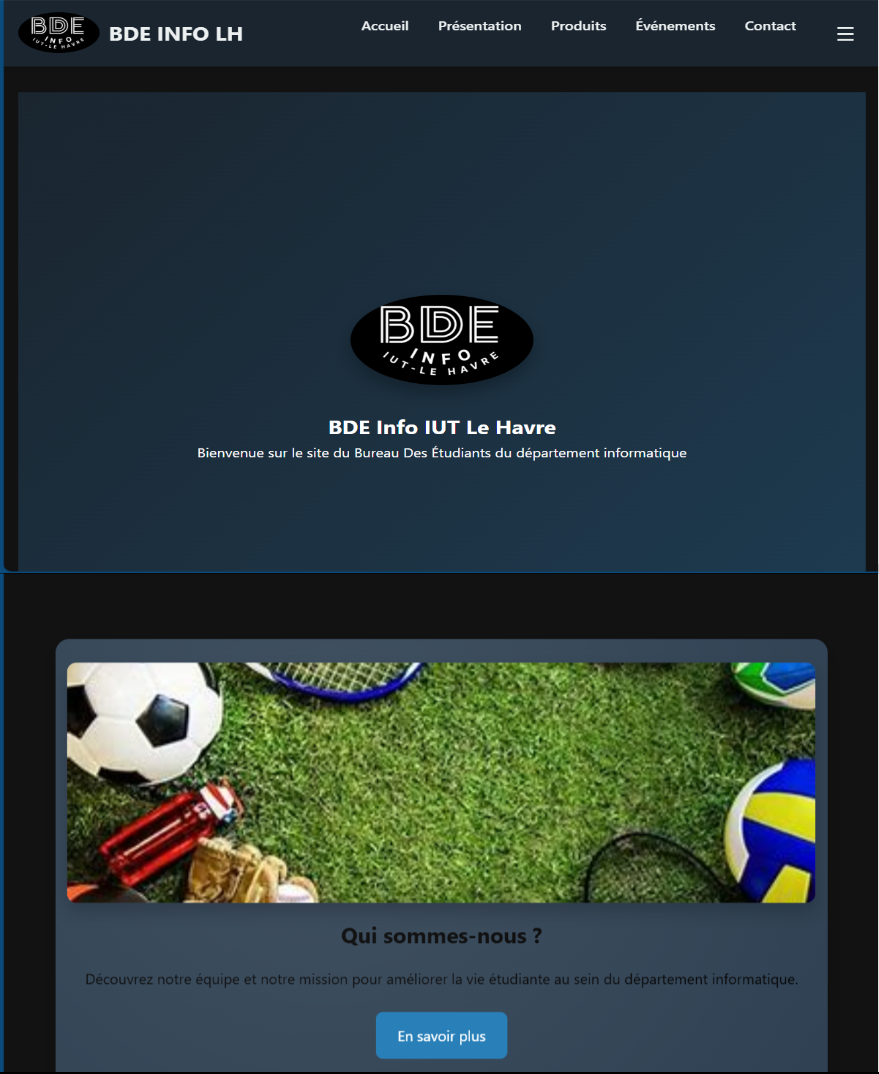 BDE
INFO
IUT-LE HAVRE
BDE INFO LH
Accueil
Présentation
Produits
Événements
Contact
BDE
INFO
IUT-LE HAVRE
BDE Info IUT Le Havre
Bienvenue sur le site du Bureau Des Étudiants du département informatique
Qui sommes-nous ?
Découvrez notre équipe et notre mission pour améliorer la vie étudiante au sein du département informatique.
En savoir plus